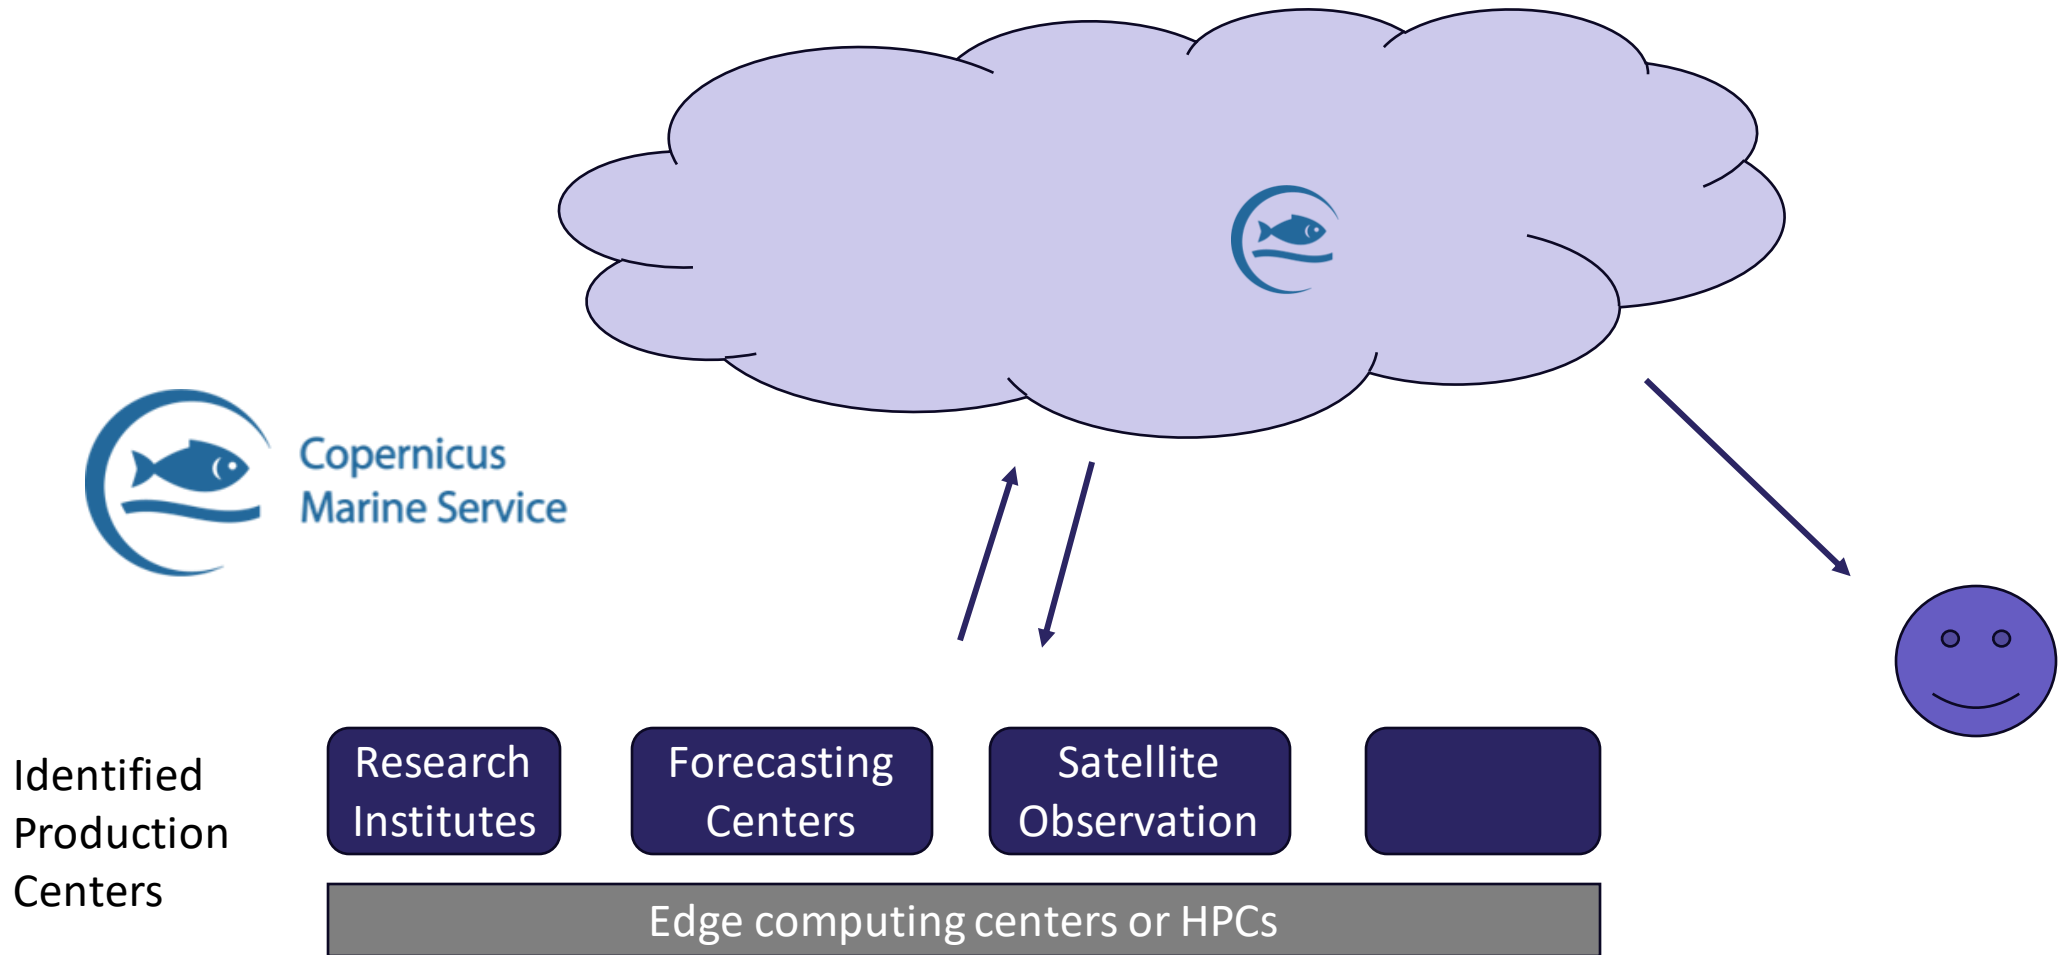 Copernicus
Marine Service
Identified
Production
Centers
Research
Institutes
Forecasting
Centers
Satellite
Observation
Edge computing centers or HPCs